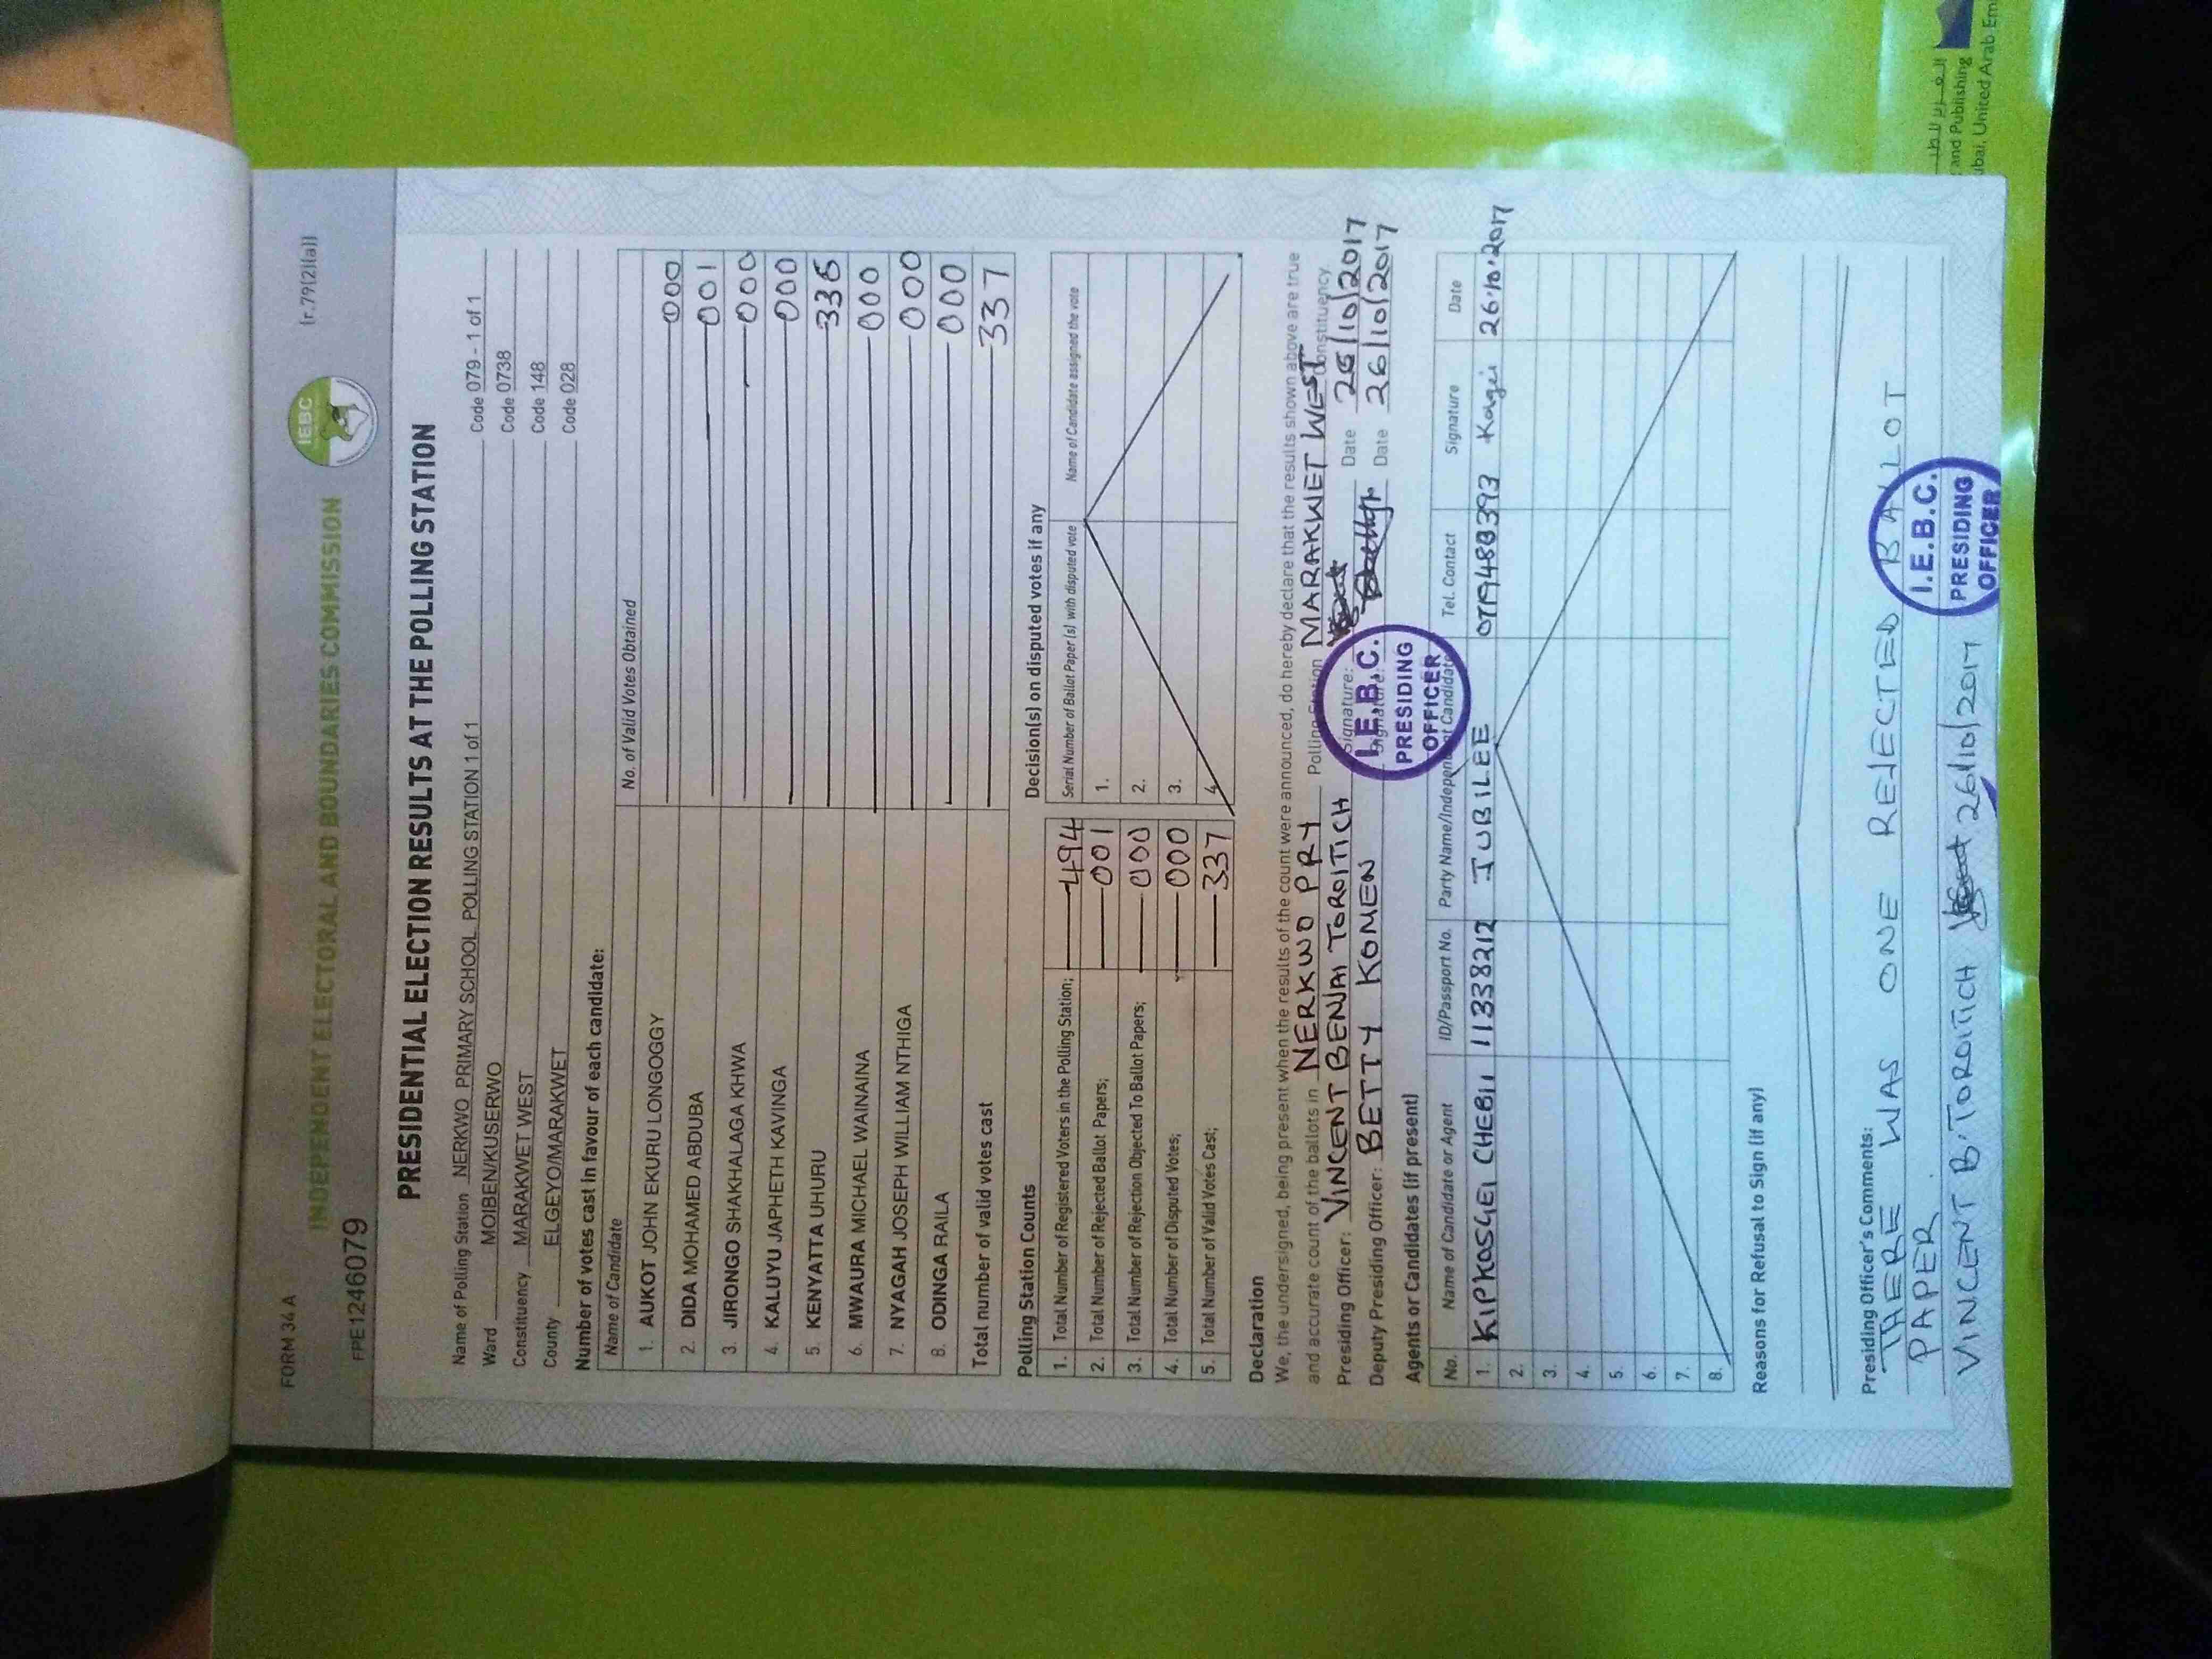 FORM 34 A
INDEPENDENT ELECTORAL AND BOUNDARIES COMMISSION
IEBC
(r.79(2)(a))
FPE1246079
PRESIDENTIAL ELECTION RESULTS AT THE POLLING STATION
Name of Polling Station NERKWO PRIMARY SCHOOL POLLING STATION 1 of 1 Code 079 - 1 of 1
Ward MOIBEN/KUSERWO Code 0738
Constituency MARAKWET WEST Code 148
County ELGEYO/MARAKWET Code 028
Number of votes cast in favour of each candidate:
Name of Candidate No. of Valid Votes Obtained
1. AUKOT JOHN EKURU LONGOGGY 000
2. DIDA MOHAMED ABDUBA 001
3. JIRONGO SHAKHALAGA KHWA 000
4. KALUYU JAPHETH KAVINGA 000
5. KENYATTA UHURU 336
6. MWAURA MICHAEL WAINAINA 000
7. NYAGAH JOSEPH WILLIAM NTHIGA 000
8. ODINGA RAILA 000
Total number of valid votes cast 337
Polling Station Counts
1. Total Number of Registered Voters in the Polling Station; 494
2. Total Number of Rejected Ballot Papers; 001
3. Total Number of Rejection Objected To Ballot Papers; 000
4. Total Number of Disputed Votes; 000
5. Total Number of Valid Votes Cast; 337
Decision(s) on disputed votes if any
Serial Number of Ballot Paper(s) with disputed vote Name of Candidate assigned the vote
1.
2.
3.
4.
Declaration
We, the undersigned, being present when the results of the count were announced, do hereby declare that the results shown above are true
and accurate count of the ballots in NERKWO PRY Polling Station MARAKWET WEST Constituency.
Presiding Officer: VINCENT BENJAI TOROITICH Signature: Date 26/10/2017
Deputy Presiding Officer: BETTY KOMEN Signature: Date 26/10/2017
I.E.B.C.
PRESIDING
OFFICER
Agents or Candidates (if present)
No. Name of Candidate or Agent ID/Passport No. Party Name/Independent Candidate Tel. Contact Signature Date
1. KIPKOSGEI CHEBII 11338212 JUBILEE Kagei 26.10.2017
2.
3.
4.
5.
6.
7.
8.
Reasons for Refusal to Sign (if any)
Presiding Officer's Comments:
THERE WAS ONE REJECTED BALLOT
PAPER.
VINCENT B. TOROITICH 26/10/2017
I.E.B.C.
PRESIDING
OFFICER
and Publishing
ubai, United Arab Em